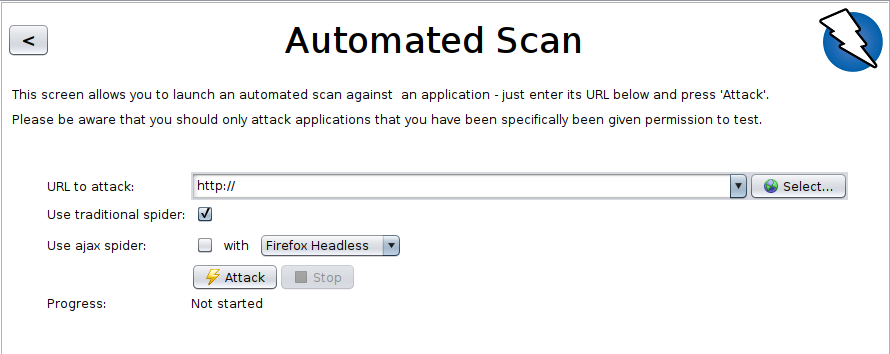 <
Automated Scan
This screen allows you to launch an automated scan against  an application - just enter its URL below and press 'Attack'.
Please be aware that you should only attack applications that you have been specifically been given permission to test.
URL to attack: http:// Select...
Use traditional spider:
Use ajax spider: with Firefox Headless
Attack Stop
Progress: Not started